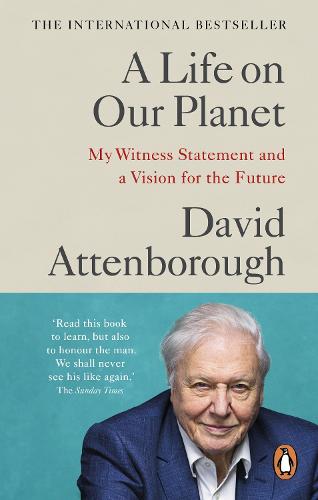 THE INTERNATIONAL BESTSELLER
A Life on
Our Planet
My Witness Statement and
a Vision for the Future
David
Attenborough
‘Read this book
to learn, but also
to honour the man.
We shall never
see his like again.’
The Sunday Times